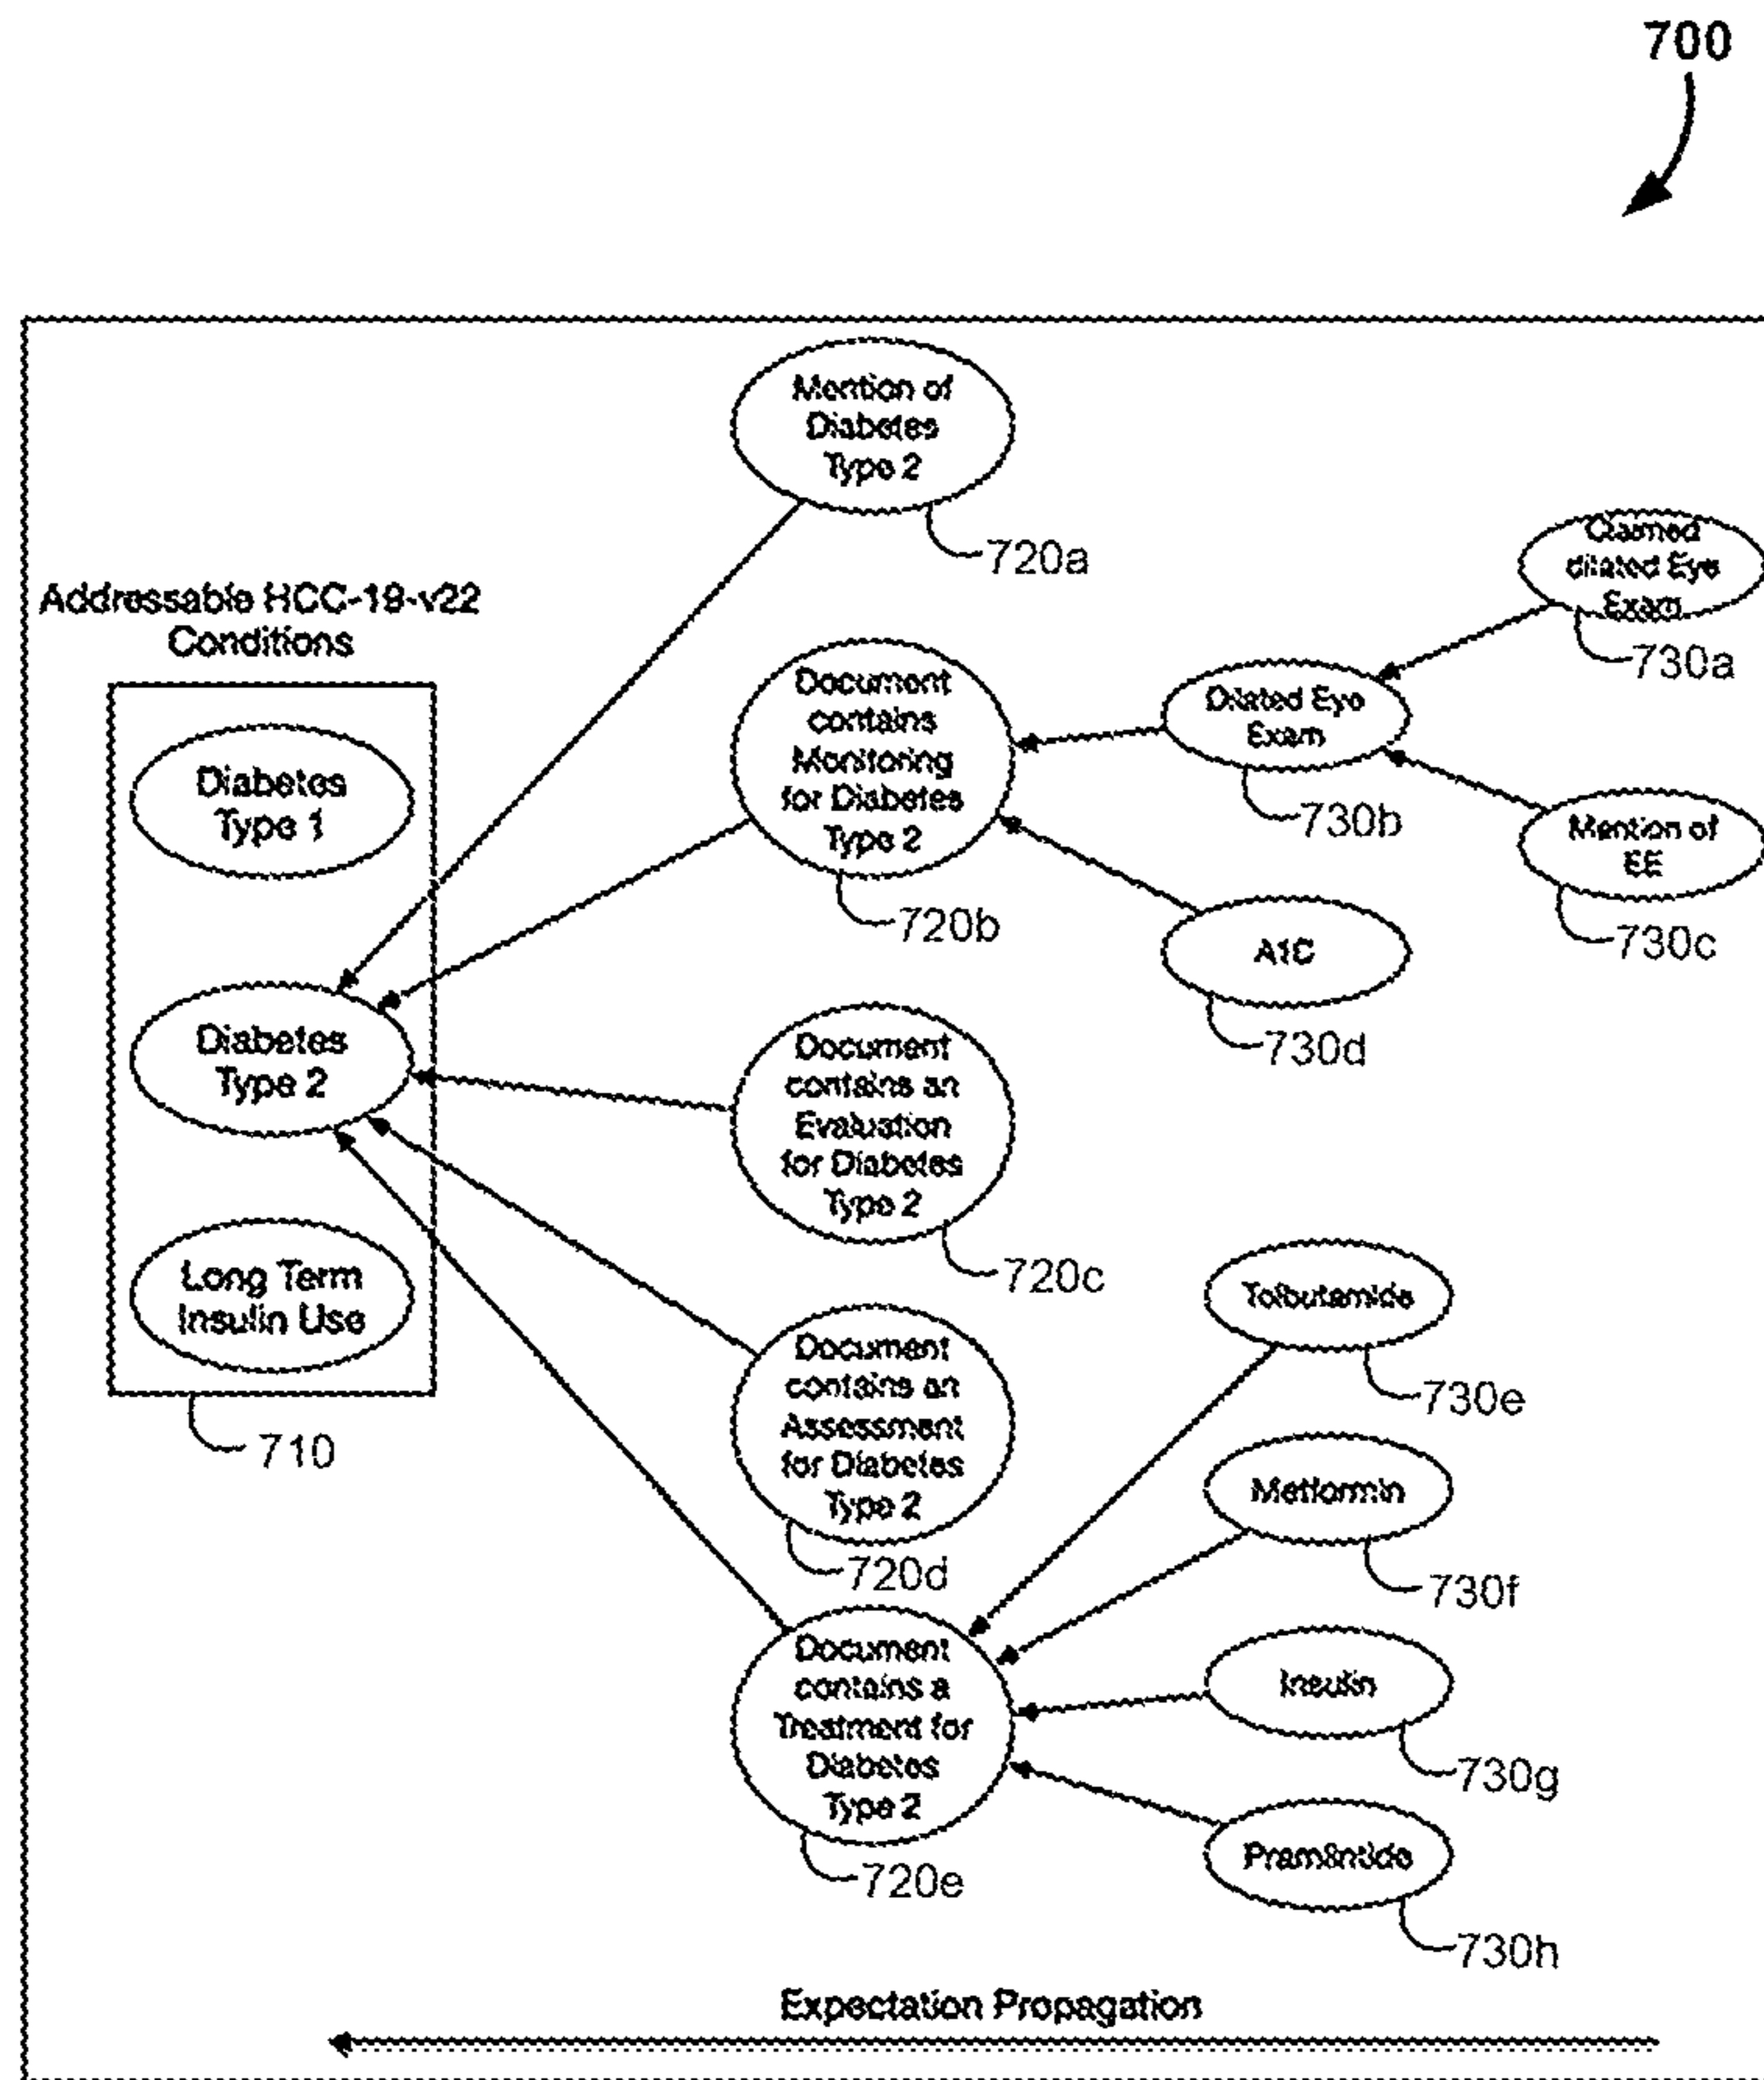 700
Mention of
Diabetes
Type 2
720a
Claimed
dilated Eye
Exam
730a
Addressable HCC-19-v22
Conditions
Document
contains
Monitoring
for Diabetes
Type 2
720b
Dilated Eye
Exam
730b
Mention of
EE
730c
A1C
730d
Diabetes
Type 1
Diabetes
Type 2
Long Term
Insulin Use
710
Document
contains an
Evaluation
for Diabetes
Type 2
720c
Document
contains an
Assessment
for Diabetes
Type 2
720d
Tolbutamide
730e
Metformin
730f
Document
contains a
Treatment for
Diabetes
Type 2
720e
Insulin
730g
730h
Expectation Propagation